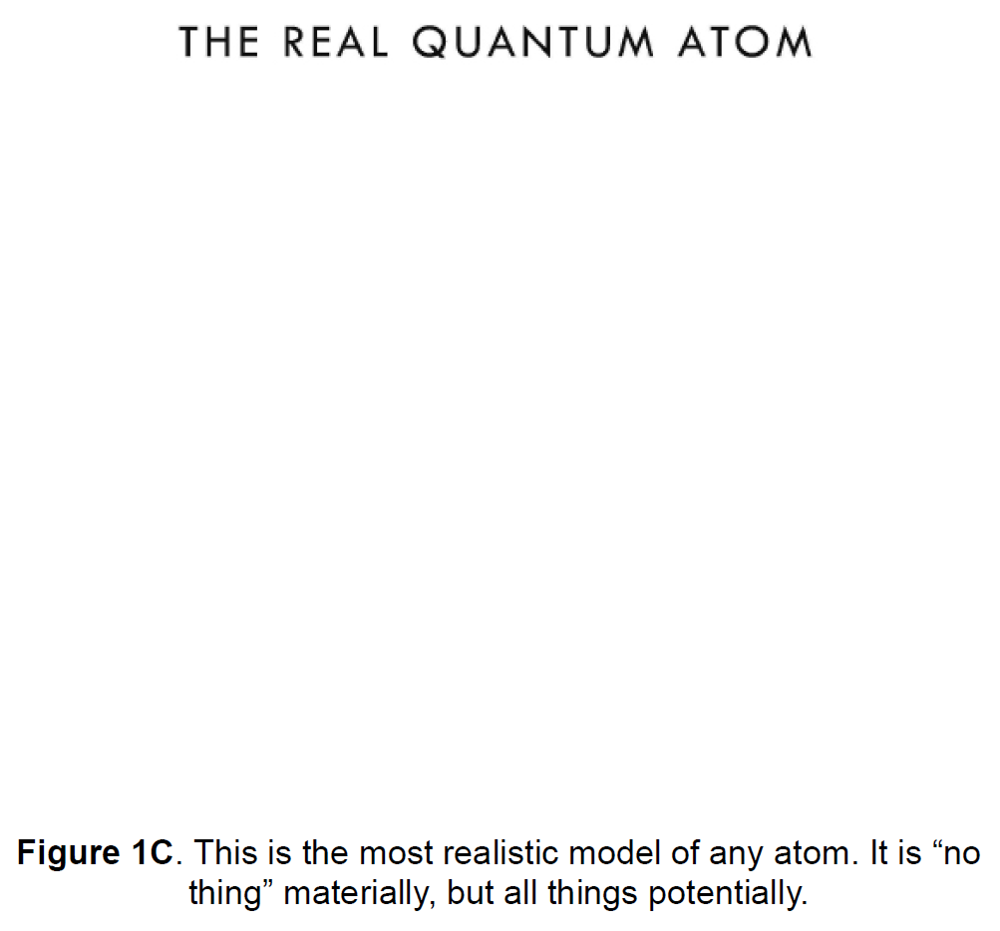 THE REAL QUANTUM ATOM
Figure 1C. This is the most realistic model of any atom. It is “no
thing” materially, but all things potentially.